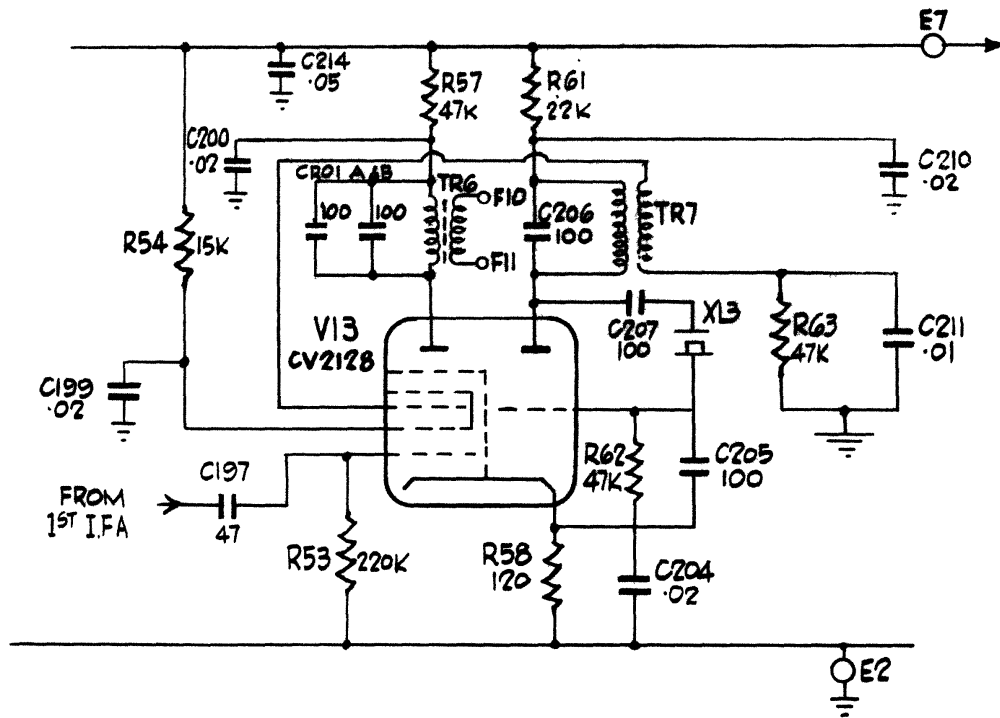 E7
C214
.05
R57
47K
R61
22K
C200
.02
C210
.02
C201 A&B
100
100
TR6
F10
F11
C206
100
TR7
R54
15K
V13
CV2128
C207
100
X13
R63
47K
C211
.01
C199
.02
C197
47
FROM
1ST I.F.A
R62
47K
C205
100
R53
220K
R58
120
C204
.02
E2